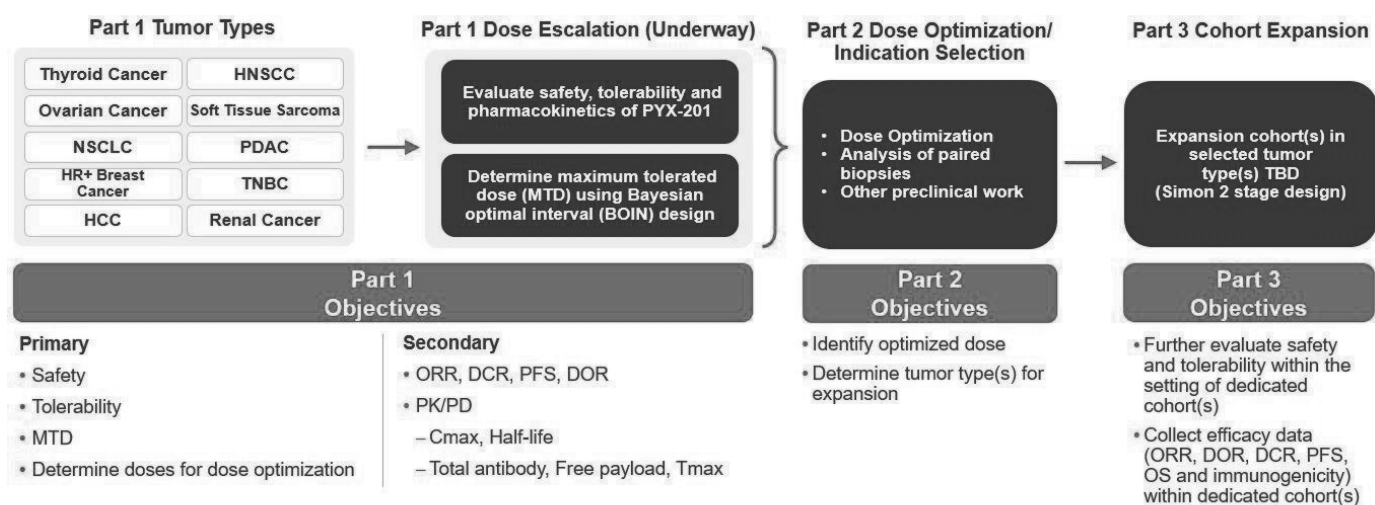 Part 1 Tumor Types
Thyroid Cancer
HNSCC
Ovarian Cancer
Soft Tissue Sarcoma
NSCLC
PDAC
HR+ Breast
Cancer
TNBC
HCC
Renal Cancer
Part 1 Dose Escalation (Underway)
Evaluate safety, tolerability and
pharmacokinetics of PYX-201
Determine maximum tolerated
dose (MTD) using Bayesian
optimal interval (BOIN) design
Part 2 Dose Optimization/
Indication Selection
• Dose Optimization
• Analysis of paired
biopsies
• Other preclinical work
Part 3 Cohort Expansion
Expansion cohort(s) in
selected tumor
type(s) TBD
(Simon 2 stage design)
Part 1
Objectives
Primary
• Safety
• Tolerability
• MTD
• Determine doses for dose optimization
Secondary
• ORR, DCR, PFS, DOR
• PK/PD
– Cmax, Half-life
– Total antibody, Free payload, Tmax
Part 2
Objectives
• Identify optimized dose
• Determine tumor type(s) for
expansion
Part 3
Objectives
• Further evaluate safety
and tolerability within the
setting of dedicated
cohort(s)
• Collect efficacy data
(ORR, DOR, DCR, PFS,
OS and immunogenicity)
within dedicated cohort(s)